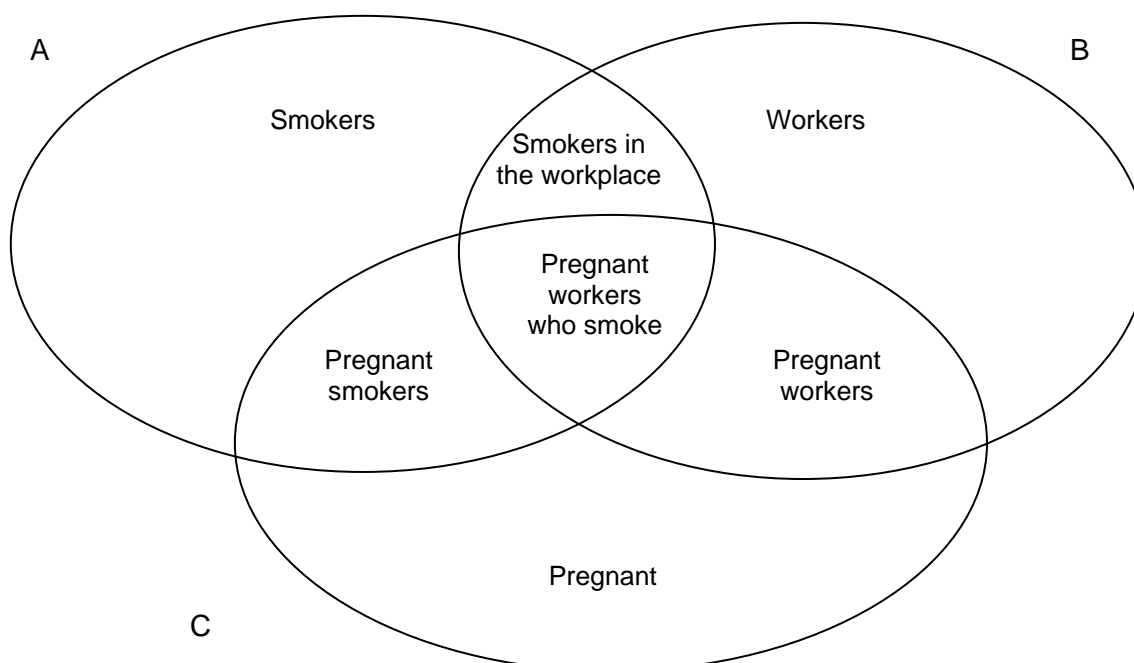 A
B
Smokers
Workers
Smokers in
the workplace
Pregnant
workers
who smoke
Pregnant
smokers
Pregnant
workers
Pregnant
C